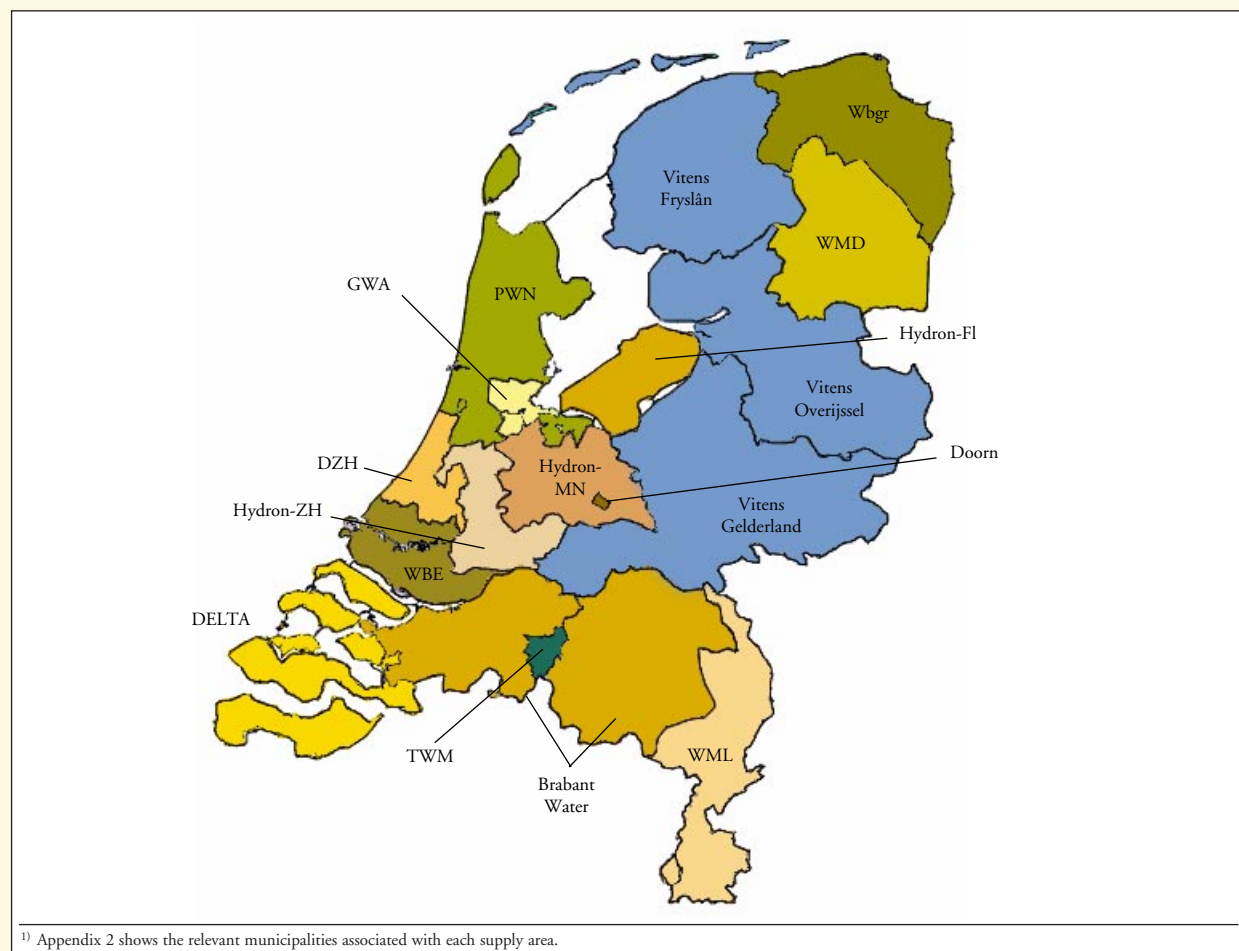 Wbgr
Vitens
Fryslân
WMD
GWA
PWN
Hydron-Fl
Vitens
Overijssel
DZH
Hydron-
MN
Doorn
Hydron-ZH
Vitens
Gelderland
WBE
DELTA
TWM
WML
Brabant
Water
1) Appendix 2 shows the relevant municipalities associated with each supply area.